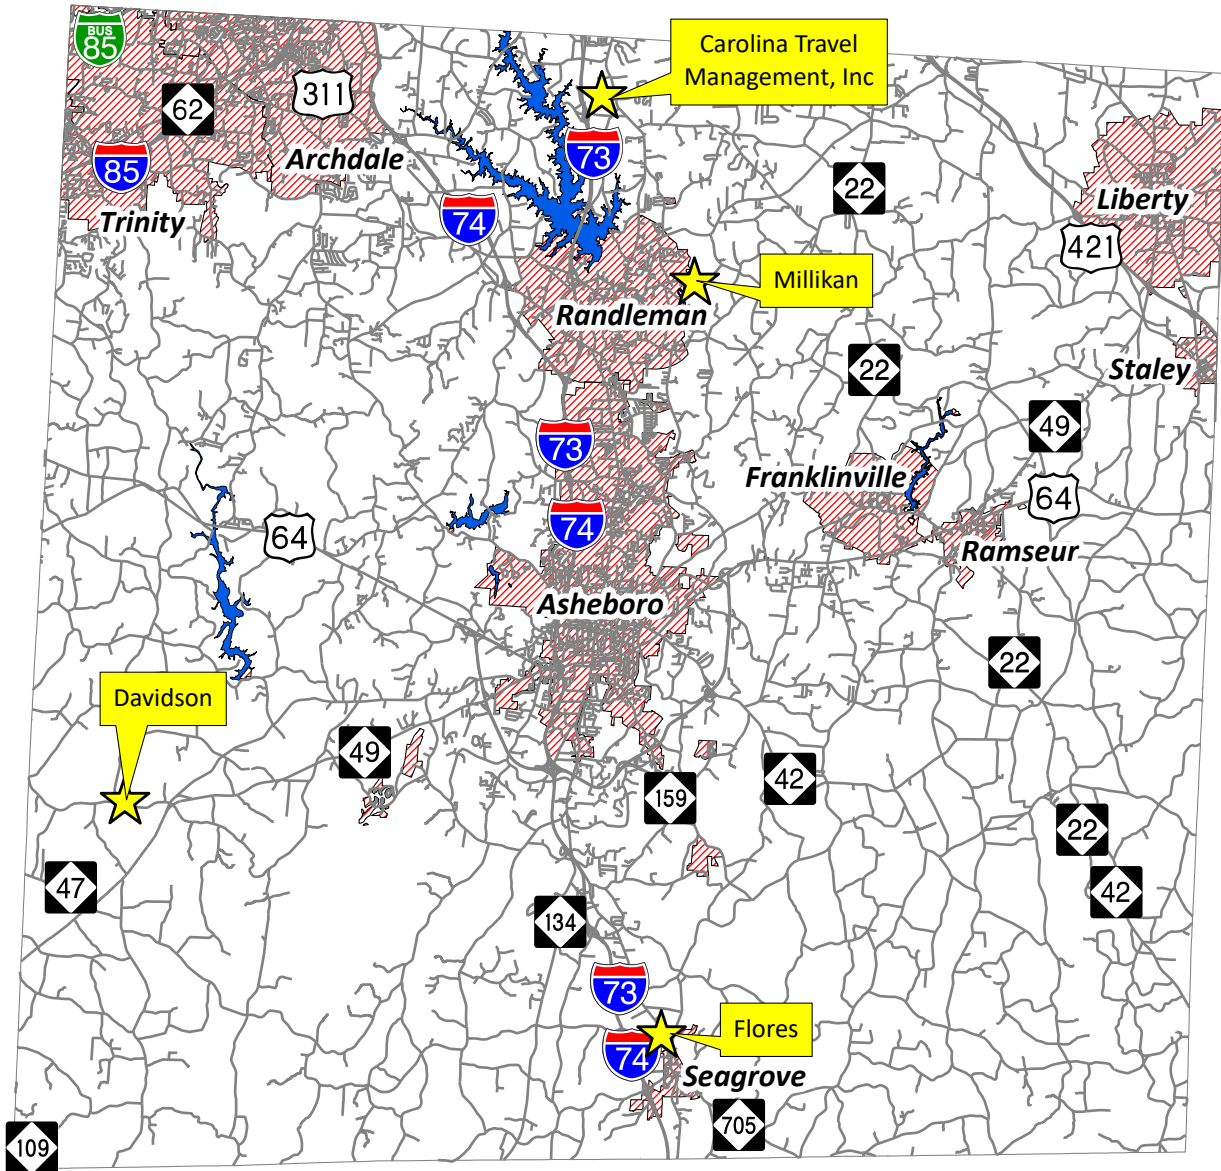 BUS
85
Carolina Travel
Management, Inc
311
62
73
Archdale
85
22
Liberty
74
Trinity
421
Millikan
Randleman
22
Staley
49
73
Franklinville
64
74
64
Ramseur
Asheboro
22
Davidson
49
42
159
22
47
42
134
73
Flores
74
Seagrove
705
109